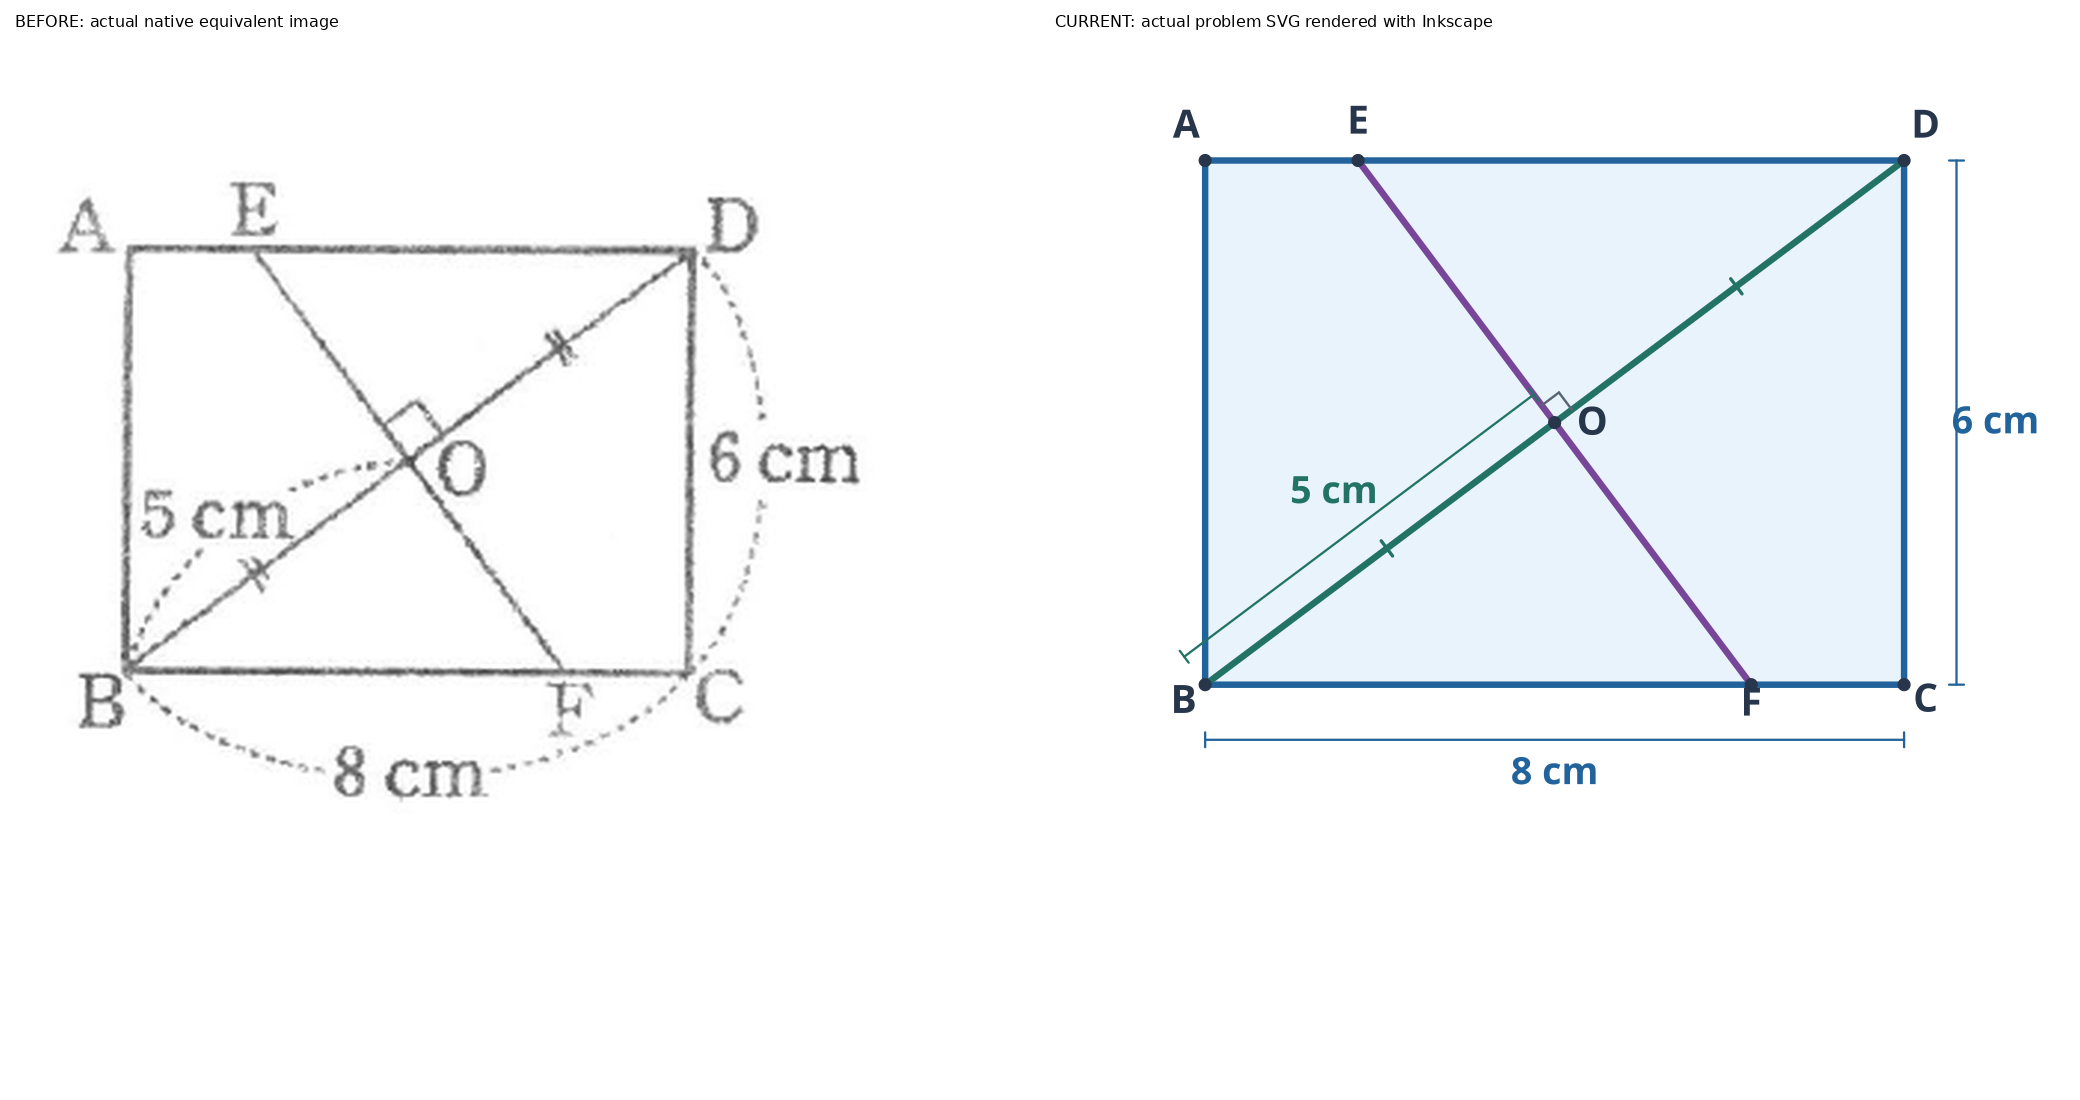 BEFORE: actual native equivalent image
A
E
D
5 cm
O
6 cm
B
F
C
8 cm
CURRENT: actual problem SVG rendered with Inkscape
A
E
D
O
6 cm
5 cm
B
F
C
8 cm